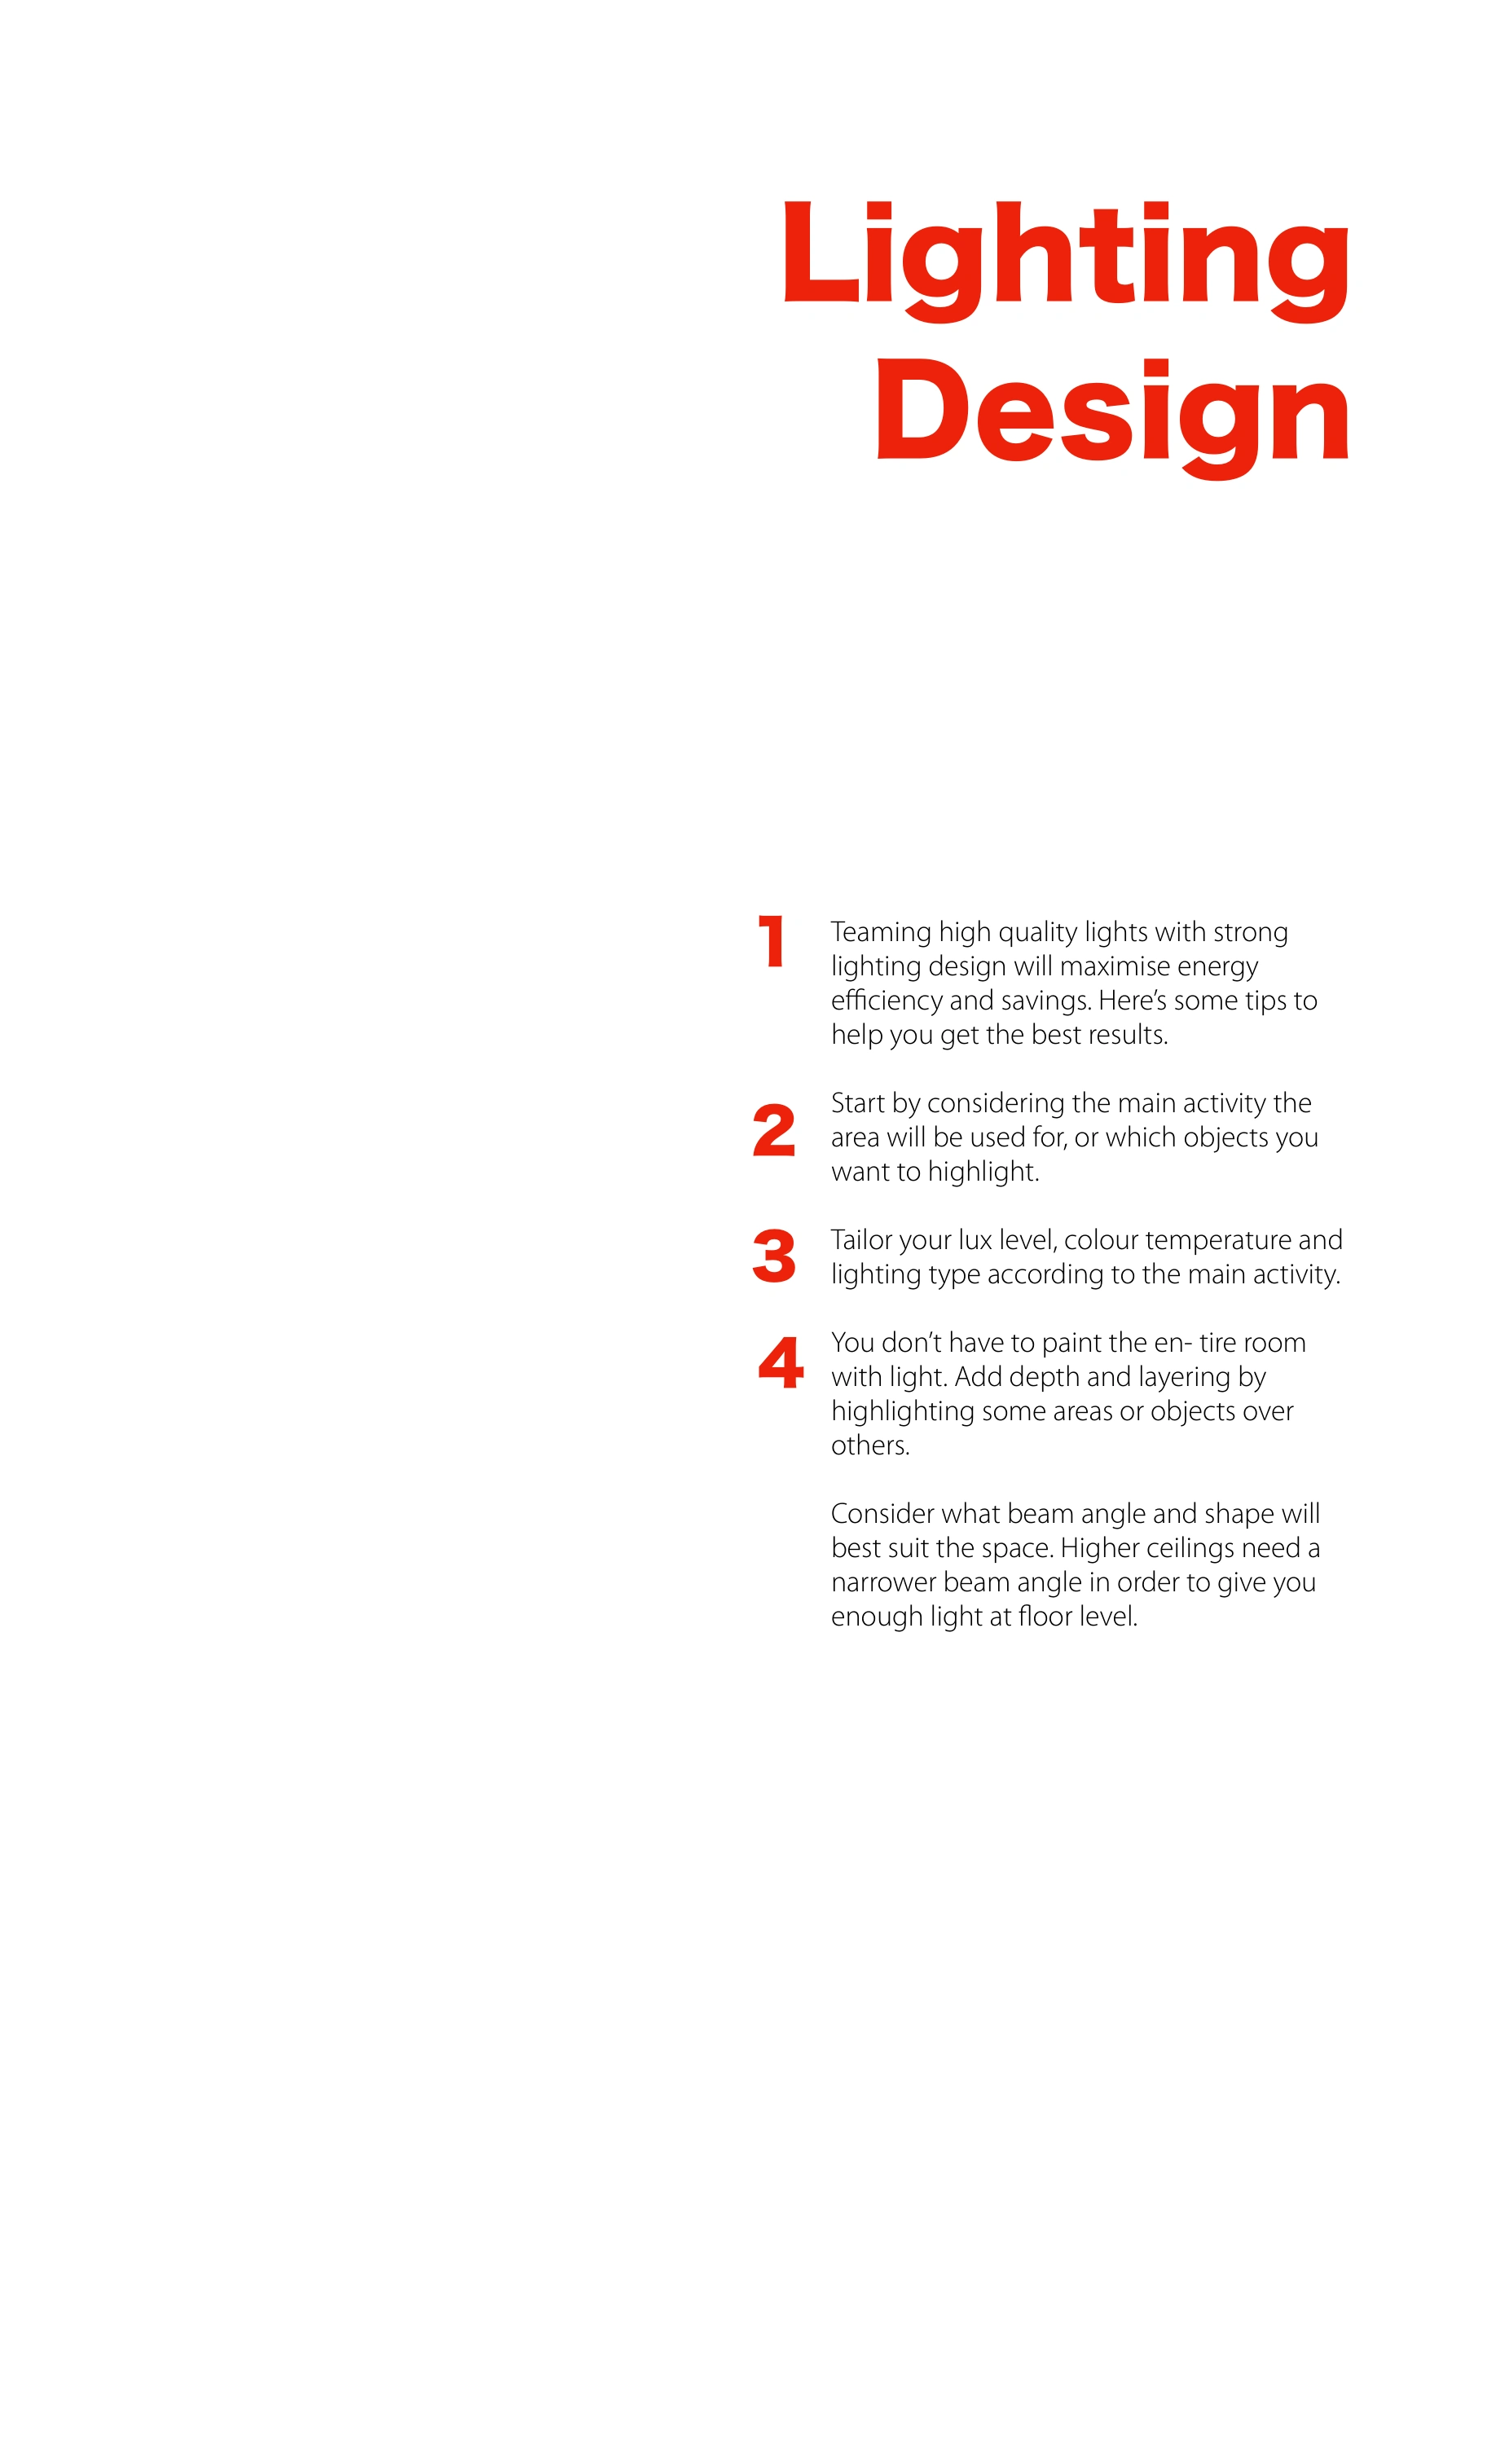 Lighting
Design
1
Teaming high quality lights with strong
lighting design will maximise energy
efficiency and savings. Here’s some tips to
help you get the best results.
2
Start by considering the main activity the
area will be used for, or which objects you
want to highlight.
3
Tailor your lux level, colour temperature and
lighting type according to the main activity.
4
You don’t have to paint the en- tire room
with light. Add depth and layering by
highlighting some areas or objects over
others.
Consider what beam angle and shape will
best suit the space. Higher ceilings need a
narrower beam angle in order to give you
enough light at floor level.